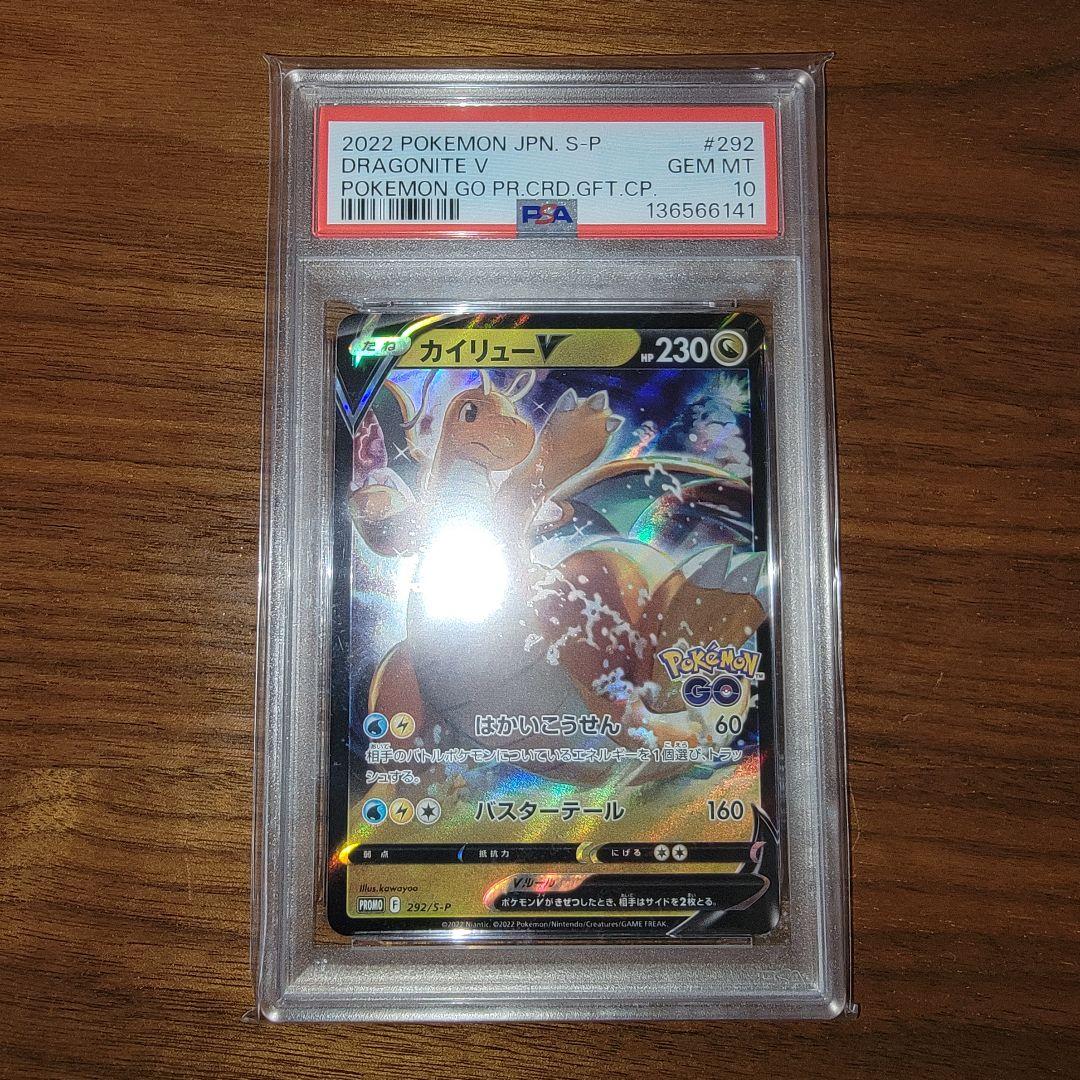 2022 POKEMON JPN. S-P #292
DRAGONITE V GEM MT
POKEMON GO PR.CRD.GFT.CP. 10
PSA 136566141
たね カイリューV HP 230
Pokémon
GO
はかいこうせん 60
相手のバトルポケモンについているエネルギーを1個選び、トラッ
シュする。
バスターテール 160
弱点 抵抗力 にげる
Vルール
ポケモンVがきぜつしたとき、相手はサイドを2枚とる。
Illus.kawayoo
PROMO F 292/S-P
©2022 Niantic. ©2022 Pokémon/Nintendo/Creatures/GAME FREAK.